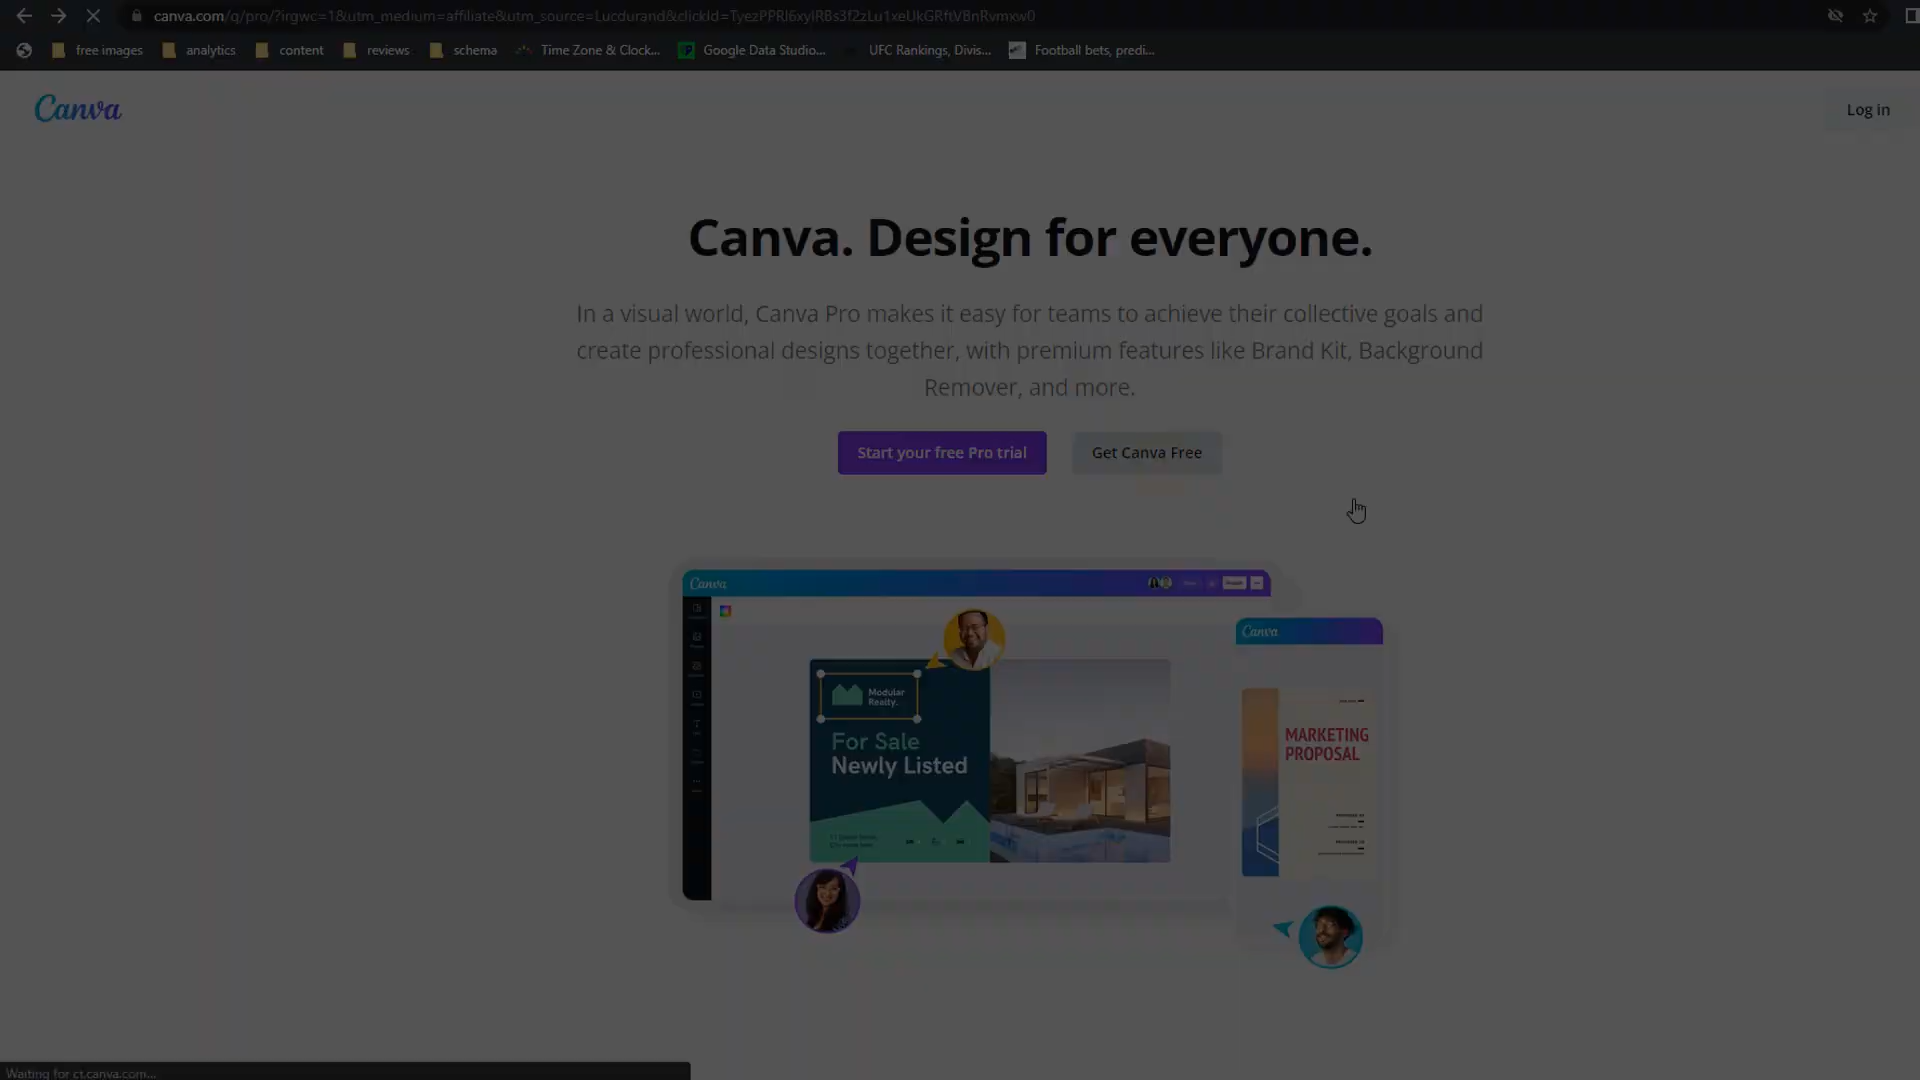 canva.com/q/pro/?irgwc=1&utm_medium=affiliate&utm_source=Lucdurand&clickId=TyezPPRI6xyIRBs3f2zLu1xeUkGRftVBnRvmxw0
free images analytics content reviews schema Time Zone & Clock... Google Data Studio... UFC Rankings, Divis... Football bets, predi...
Canva
Log in
Canva. Design for everyone.
In a visual world, Canva Pro makes it easy for teams to achieve their collective goals and
create professional designs together, with premium features like Brand Kit, Background
Remover, and more.
Start your free Pro trial
Get Canva Free
Canva
Canva
Modular
Realty.
For Sale
Newly Listed
MARKETING
PROPOSAL
Waiting for ct.canva.com...